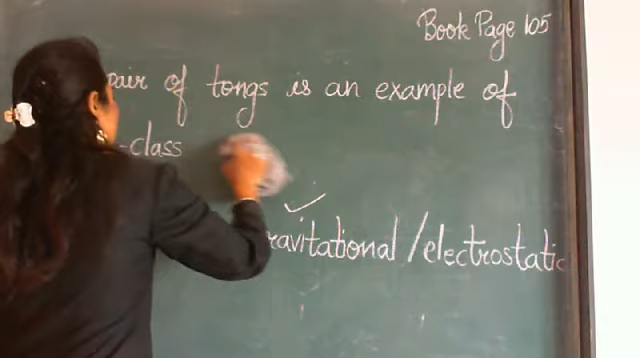 Book Page 105
pair of tongs is an example of
-class
ravitational / electrostatic